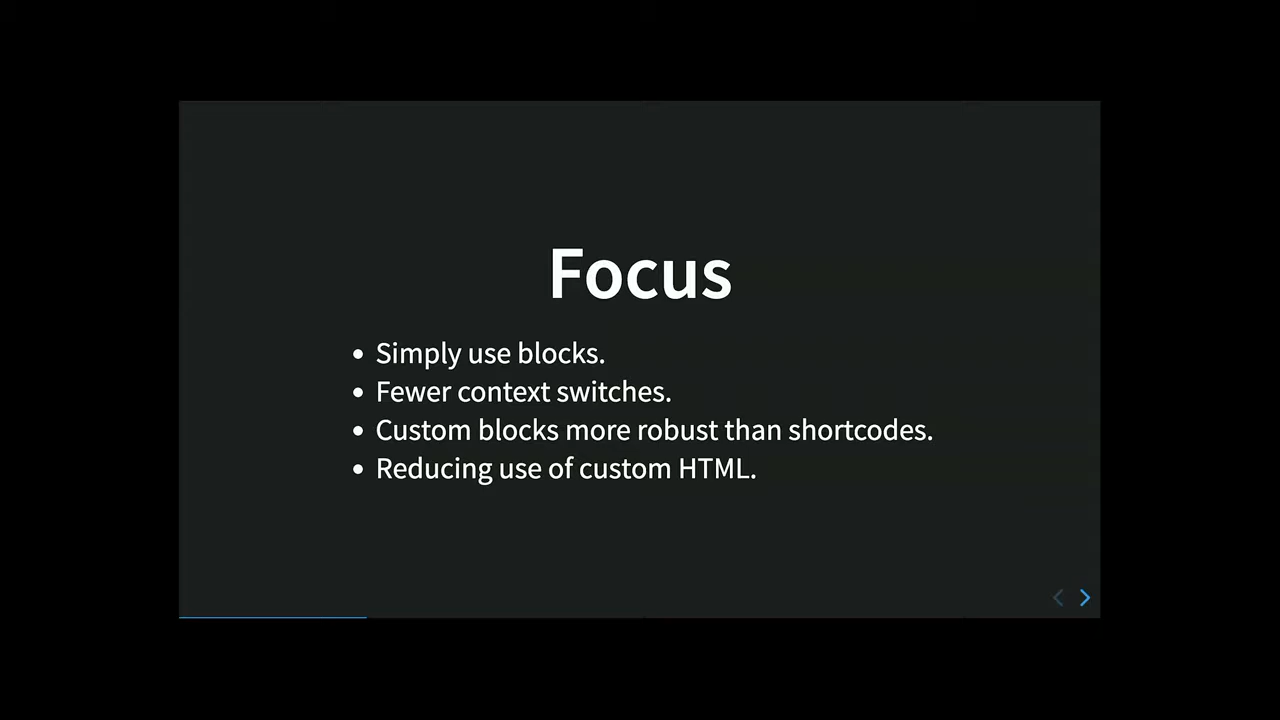 Focus
Simply use blocks.
Fewer context switches.
Custom blocks more robust than shortcodes.
Reducing use of custom HTML.